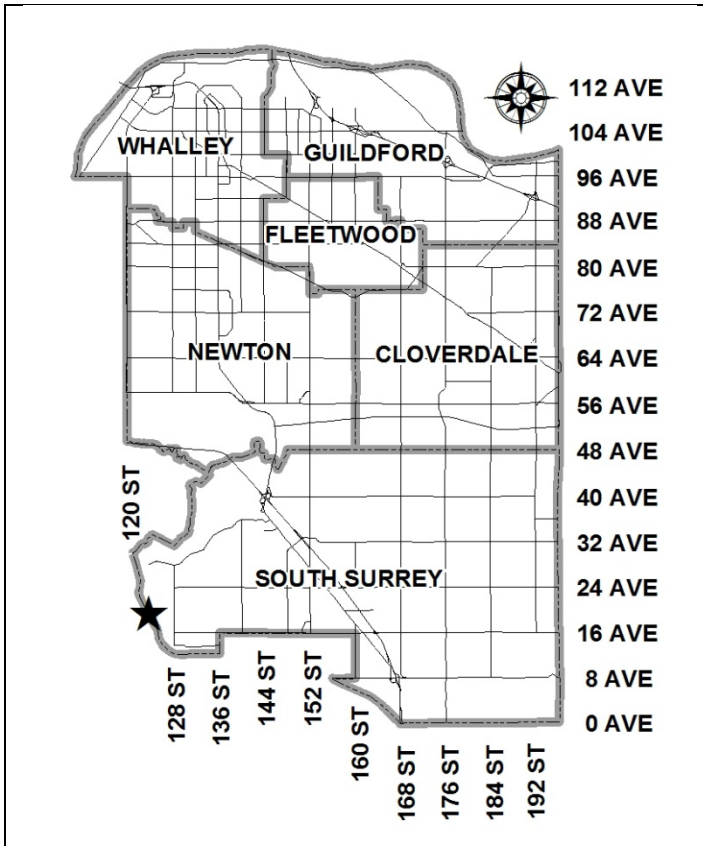 112 AVE
104 AVE
WHALLEY
GUILDFORD
96 AVE
88 AVE
FLEETWOOD
80 AVE
72 AVE
NEWTON
CLOVERDALE
64 AVE
56 AVE
48 AVE
120 ST
40 AVE
32 AVE
SOUTH SURREY
24 AVE
16 AVE
8 AVE
0 AVE
128 ST
136 ST
144 ST
152 ST
160 ST
168 ST
176 ST
184 ST
192 ST